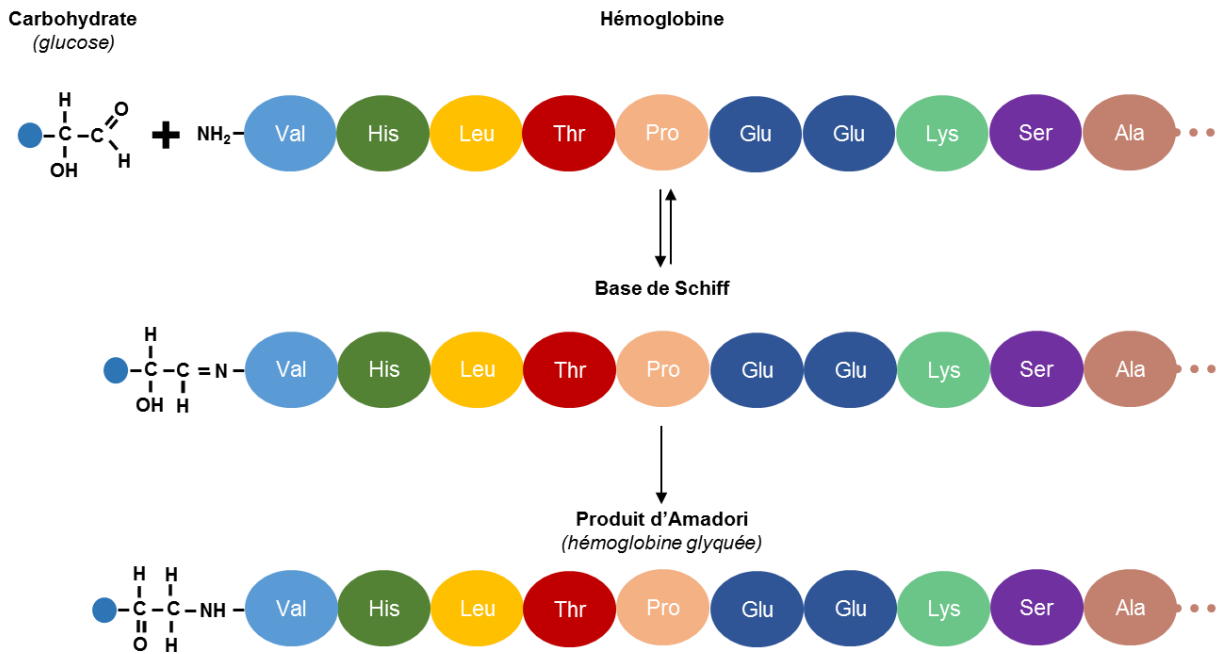 Carbohydrate
(glucose)
Hémoglobine
H
O
C
C
OH
H
+
NH2
Val
His
Leu
Thr
Pro
Glu
Glu
Lys
Ser
Ala
Base de Schiff
H
C
C
=
N
OH
H
Val
His
Leu
Thr
Pro
Glu
Glu
Lys
Ser
Ala
Produit d’Amadori
(hémoglobine glyquée)
H
H
C
C
NH
O
H
Val
His
Leu
Thr
Pro
Glu
Glu
Lys
Ser
Ala